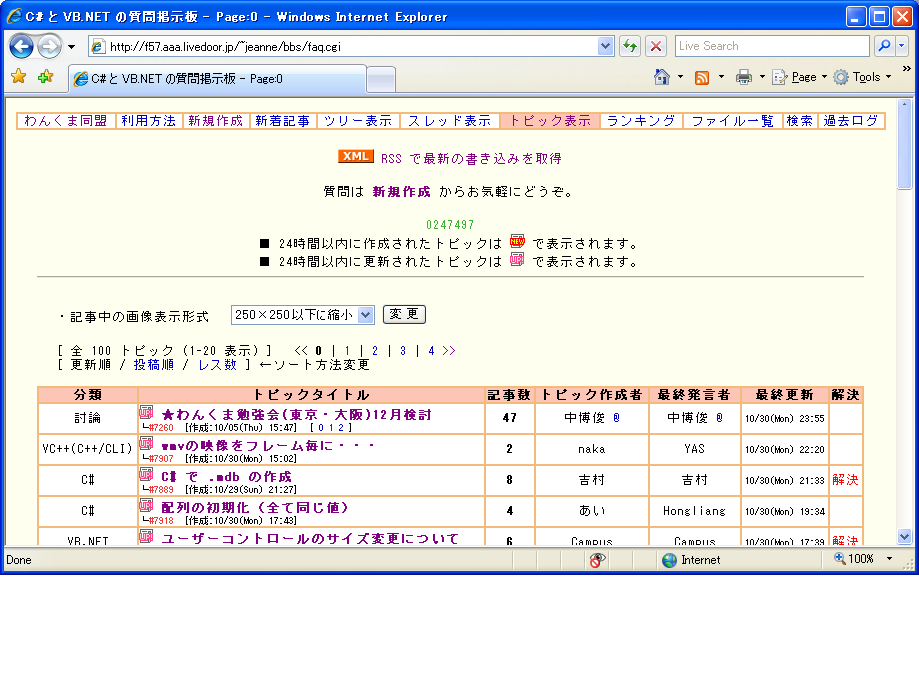 C# と VB.NET の質問掲示板 - Page:0 - Windows Internet Explorer
http://f57.aaa.livedoor.jp/~jeanne/bbs/faq.cgi
Live Search
C# と VB.NET の質問掲示板 - Page:0
Page
Tools
»
わんくま同盟 利用方法 新規作成 新着記事 ツリー表示 スレッド表示 トピック表示 ランキング ファイル一覧 検索 過去ログ
XML RSS で最新の書き込みを取得
質問は 新規作成 からお気軽にどうぞ。
0247497
■ 24時間以内に作成されたトピックは NEW で表示されます。
■ 24時間以内に更新されたトピックは UP! で表示されます。
・記事中の画像表示形式 250×250以下に縮小 変更
[ 全 100 トピック (1-20 表示) ] << 0 | 1 | 2 | 3 | 4 >>
[ 更新順 / 投稿順 / レス数 ] ←ソート方法変更
分類 トピックタイトル 記事数 トピック作成者 最終発言者 最終更新 解決
討論 ★わんくま勉強会(東京・大阪)12月検討 47 中博俊 @ 中博俊 @ 10/30(Mon) 23:55
┗#7260 [作成:10/05(Thu) 15:47] [ 0 1 2 ]
VC++(C++/CLI) wmvの映像をフレーム毎に・・・ 2 naka YAS 10/30(Mon) 22:20
┗#7907 [作成:10/30(Mon) 15:02]
C# C# で .mdb の作成 8 吉村 吉村 10/30(Mon) 21:33 解決
┗#7889 [作成:10/29(Sun) 21:27]
C# 配列の初期化（全て同じ値） 4 あい Hongliang 10/30(Mon) 19:34
┗#7918 [作成:10/30(Mon) 17:43]
VB.NET ユーザーコントロールのサイズ変更について 6 Campus Campus 10/30(Mon) 17:39 解決
Done
Internet
100%